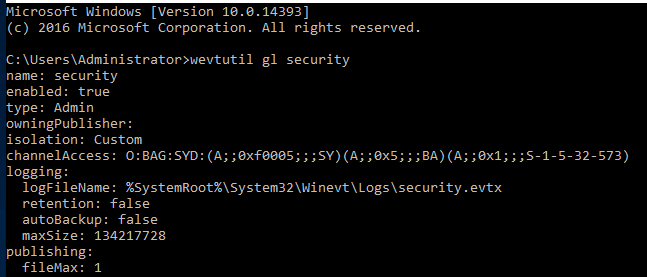 Microsoft Windows [Version 10.0.14393]
(c) 2016 Microsoft Corporation. All rights reserved.
C:\Users\Administrator>wevtutil gl security
name: security
enabled: true
type: Admin
owningPublisher:
isolation: Custom
channelAccess: O:BAG:SYD:(A;;0xf0005;;;SY)(A;;0x5;;;BA)(A;;0x1;;;S-1-5-32-573)
logging:
  logFileName: %SystemRoot%\System32\Winevt\Logs\security.evtx
  retention: false
  autoBackup: false
  maxSize: 134217728
publishing:
  fileMax: 1